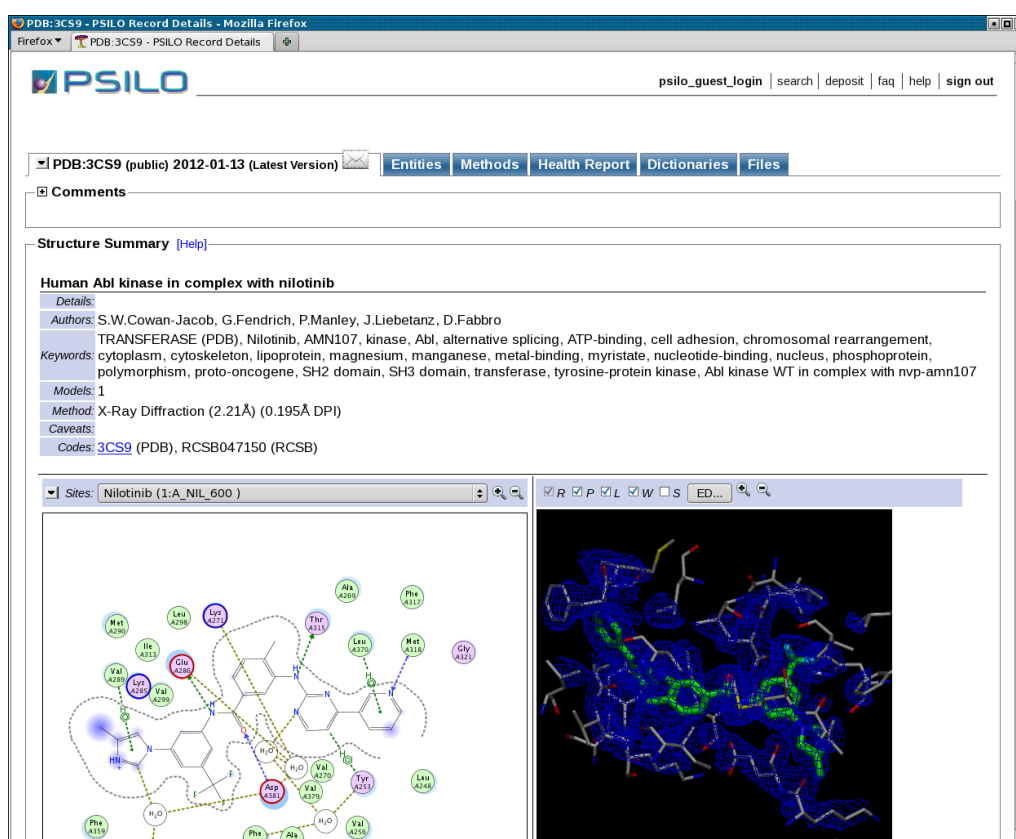 PDB:3CS9 - PSILO Record Details - Mozilla Firefox
Firefox PDB:3CS9 - PSILO Record Details
PSILO
psilo_guest_login | search | deposit | faq | help | sign out
PDB:3CS9 (public) 2012-01-13 (Latest Version) Entities Methods Health Report Dictionaries Files
Comments
Structure Summary [Help]
Human Abl kinase in complex with nilotinib
Details:
Authors: S.W.Cowan-Jacob, G.Fendrich, P.Manley, J.Liebetanz, D.Fabbro
Keywords: TRANSFERASE (PDB), Nilotinib, AMN107, kinase, Abl, alternative splicing, ATP-binding, cell adhesion, chromosomal rearrangement,
cytoplasm, cytoskeleton, lipoprotein, magnesium, manganese, metal-binding, myristate, nucleotide-binding, nucleus, phosphoprotein,
polymorphism, proto-oncogene, SH2 domain, SH3 domain, transferase, tyrosine-protein kinase, Abl kinase WT in complex with nvp-amn107
Models: 1
Method: X-Ray Diffraction (2.21Å) (0.195Å DPI)
Caveats:
Codes: 3CS9 (PDB), RCSB047150 (RCSB)
Sites: Nilotinib (1:A_NIL_600 )
R P L W S ED...
Ala A269
Phe A317
Met A290
Leu A298
Lys A271
Thr A315
Ile A313
Leu A370
Met A318
Gly A321
Glu A286
Val A289
Lys A285
Val A299
H
N
H
H
N
N
H
N
N
O
H
N
HN+
N
F
F
F
H₂O
H₂O
H
Val A270
Tyr A253
Leu A248
Asp A381
Val A379
H₂O
H₂O
Phe A359
Phe
Ala
Val A256